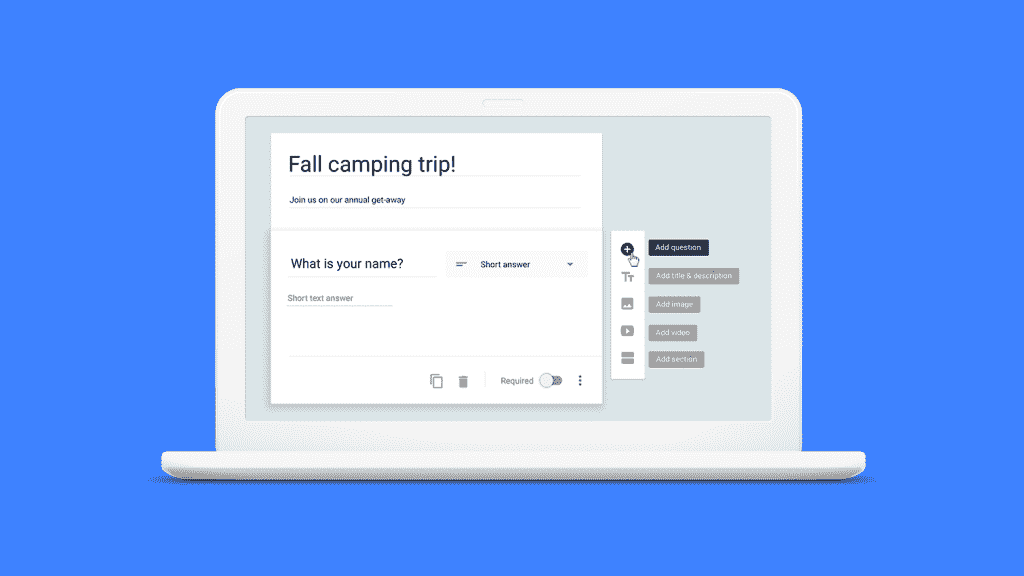 Fall camping trip!
Join us on our annual get-away
What is your name?
Short answer
Short text answer
Required
Add question
Tт
Add title & description
Add image
Add video
Add section